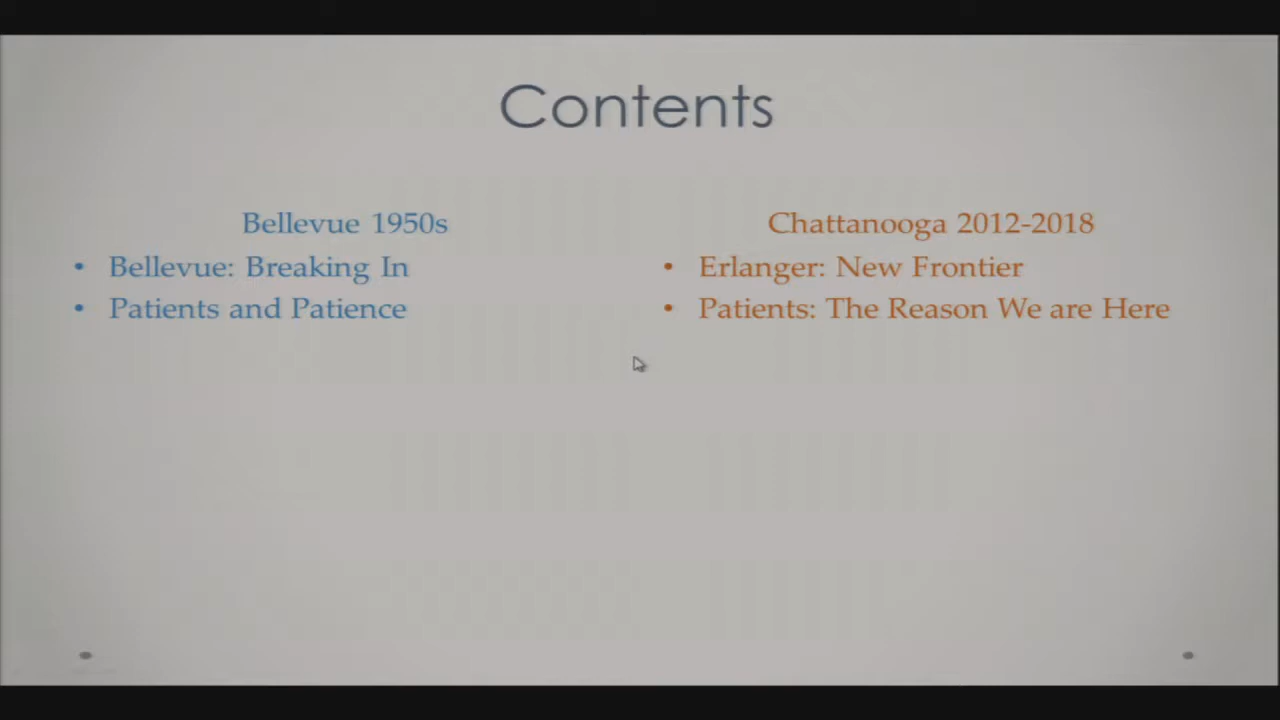 Contents
Bellevue 1950s
• Bellevue: Breaking In
• Patients and Patience
Chattanooga 2012-2018
• Erlanger: New Frontier
• Patients: The Reason We are Here